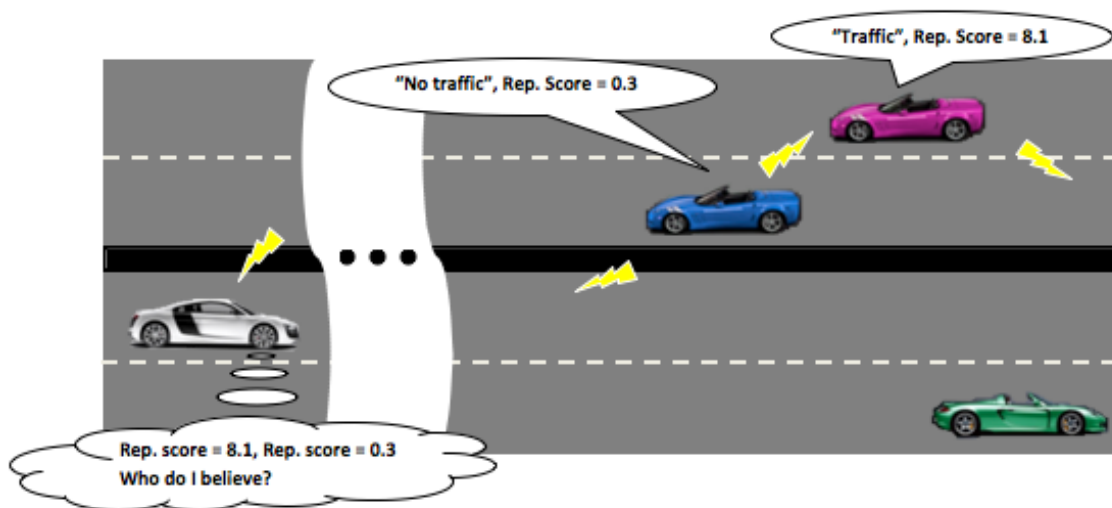 ”Traffic”, Rep. Score = 8.1
”No traffic”, Rep. Score = 0.3
Rep. score = 8.1, Rep. score = 0.3
Who do I believe?